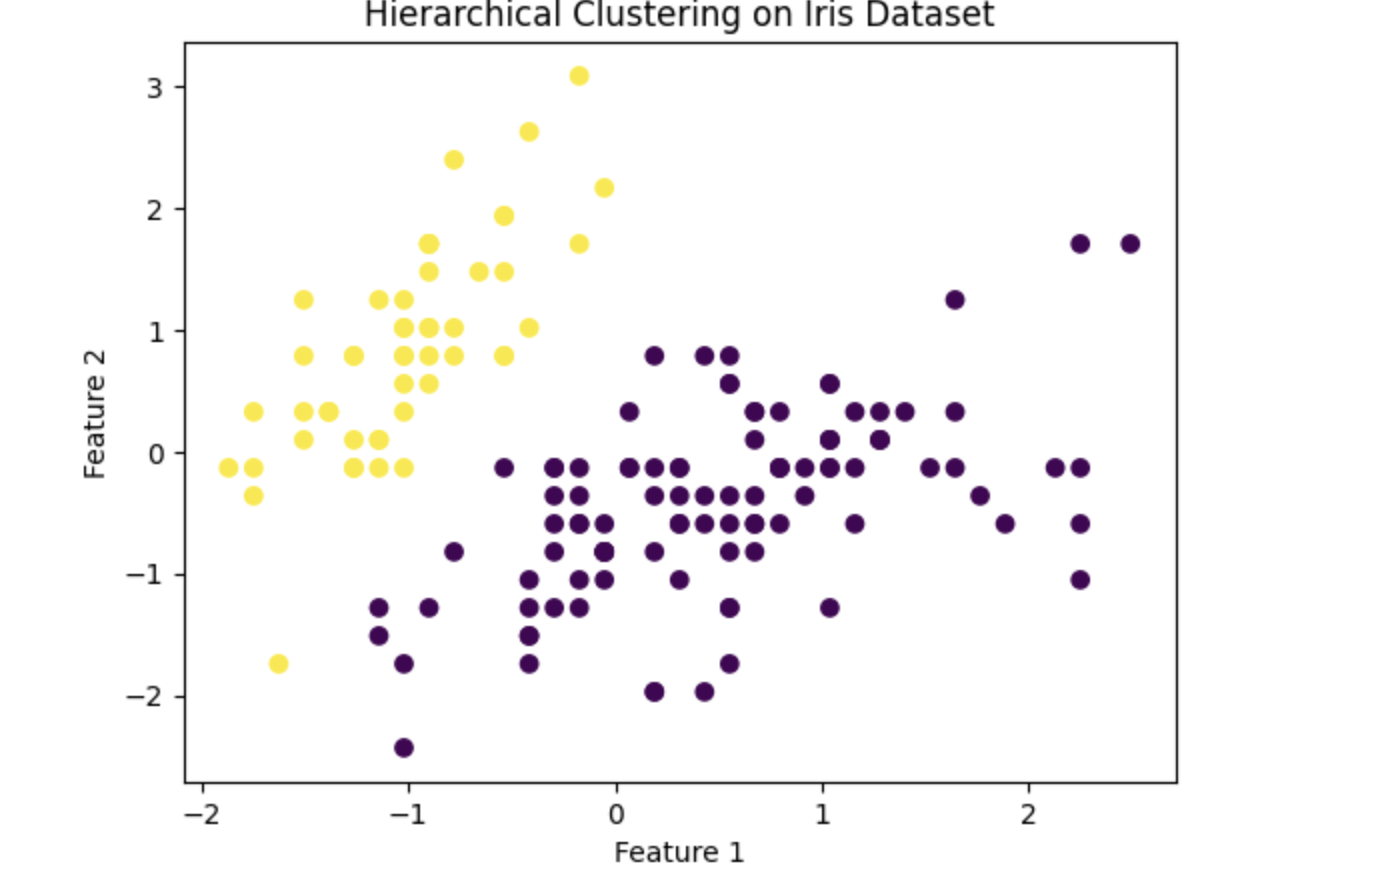 Hierarchical Clustering on Iris Dataset
3
2
1
0
−1
−2
Feature 2
−2 −1 0 1 2
Feature 1